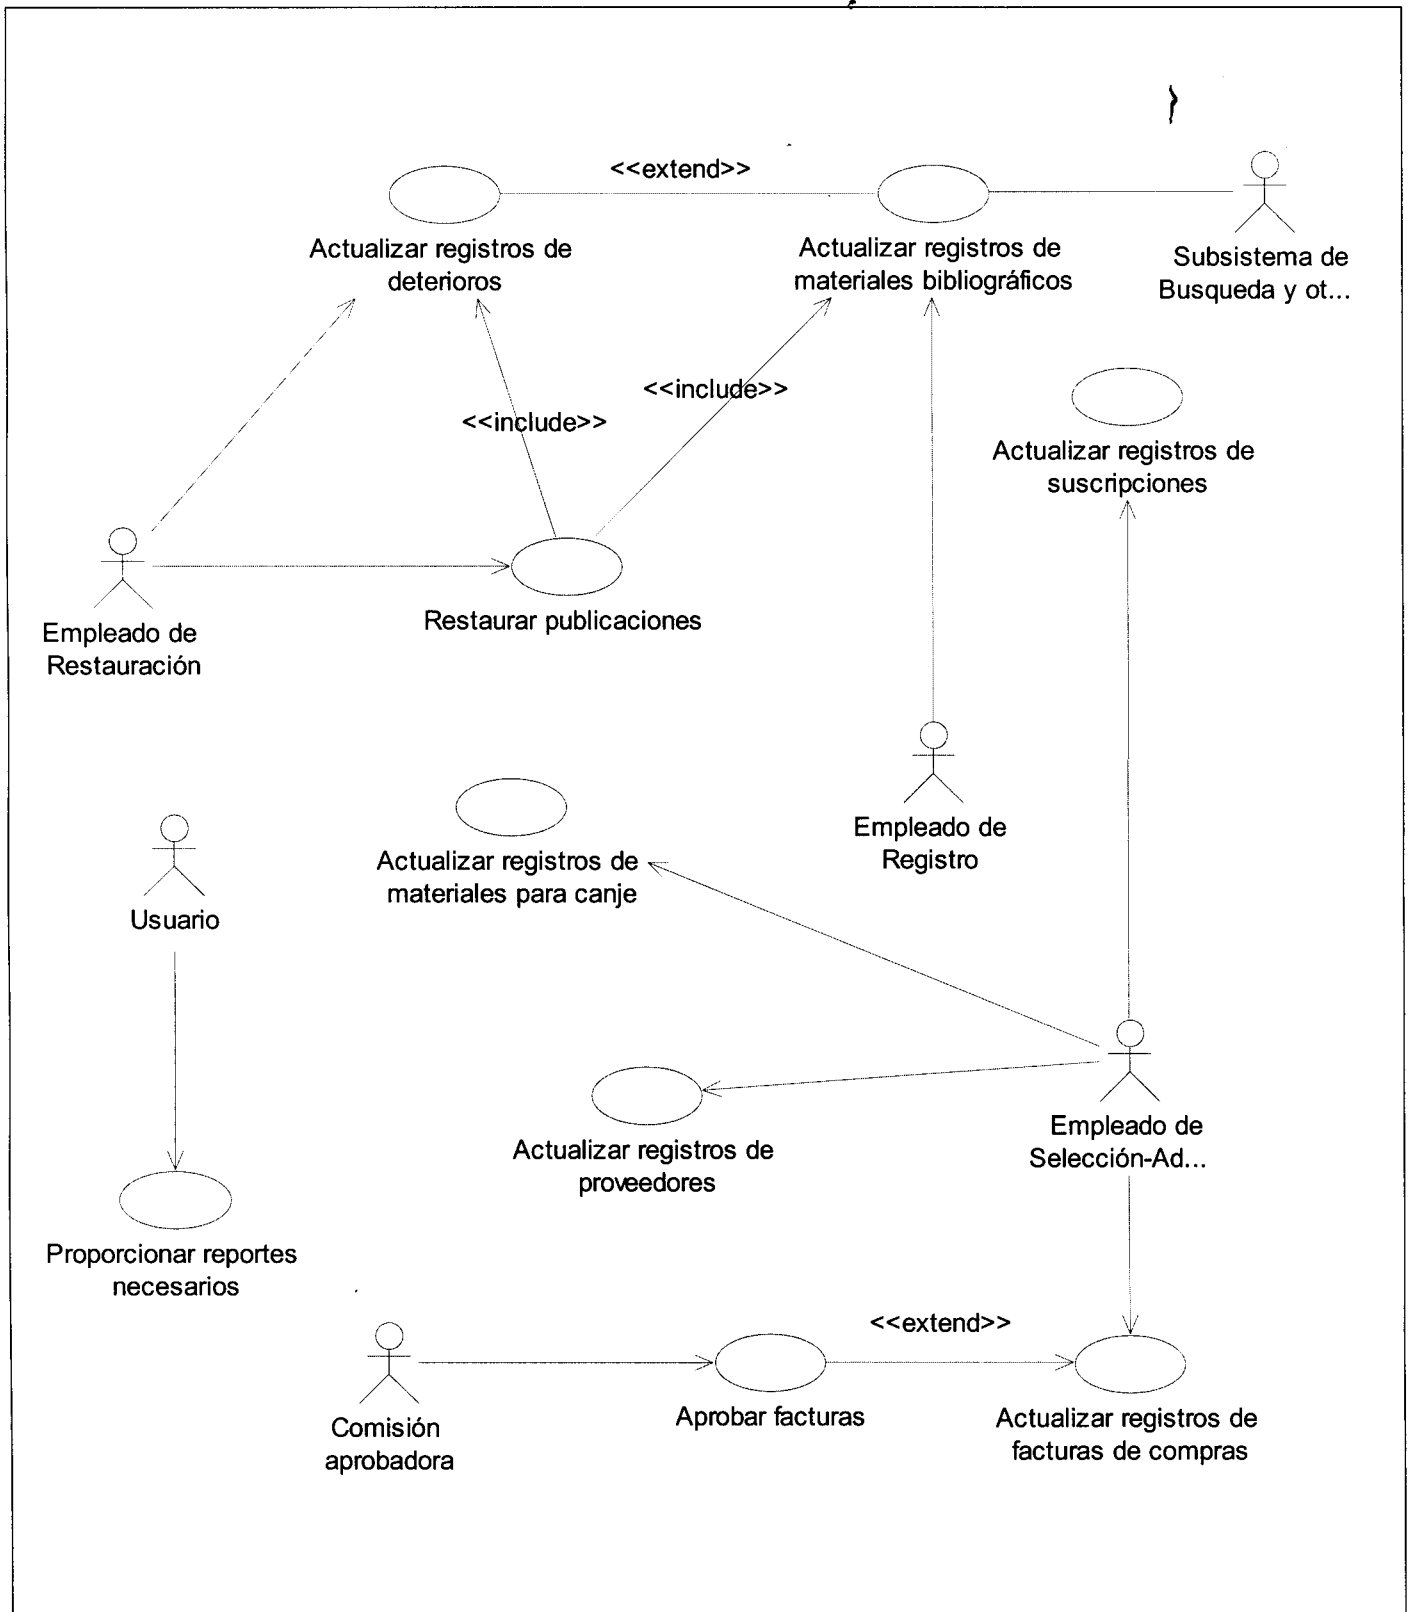 <<extend>>
Actualizar registros de
deterioros
Actualizar registros de
materiales bibliográficos
Subsistema de
Busqueda y ot...
<<include>>
<<include>>
Actualizar registros de
suscripciones
Empleado de
Restauración
Restaurar publicaciones
Empleado de
Registro
Actualizar registros de
materiales para canje
Usuario
Actualizar registros de
proveedores
Empleado de
Selección-Ad...
Proporcionar reportes
necesarios
<<extend>>
Comisión
aprobadora
Aprobar facturas
Actualizar registros de
facturas de compras